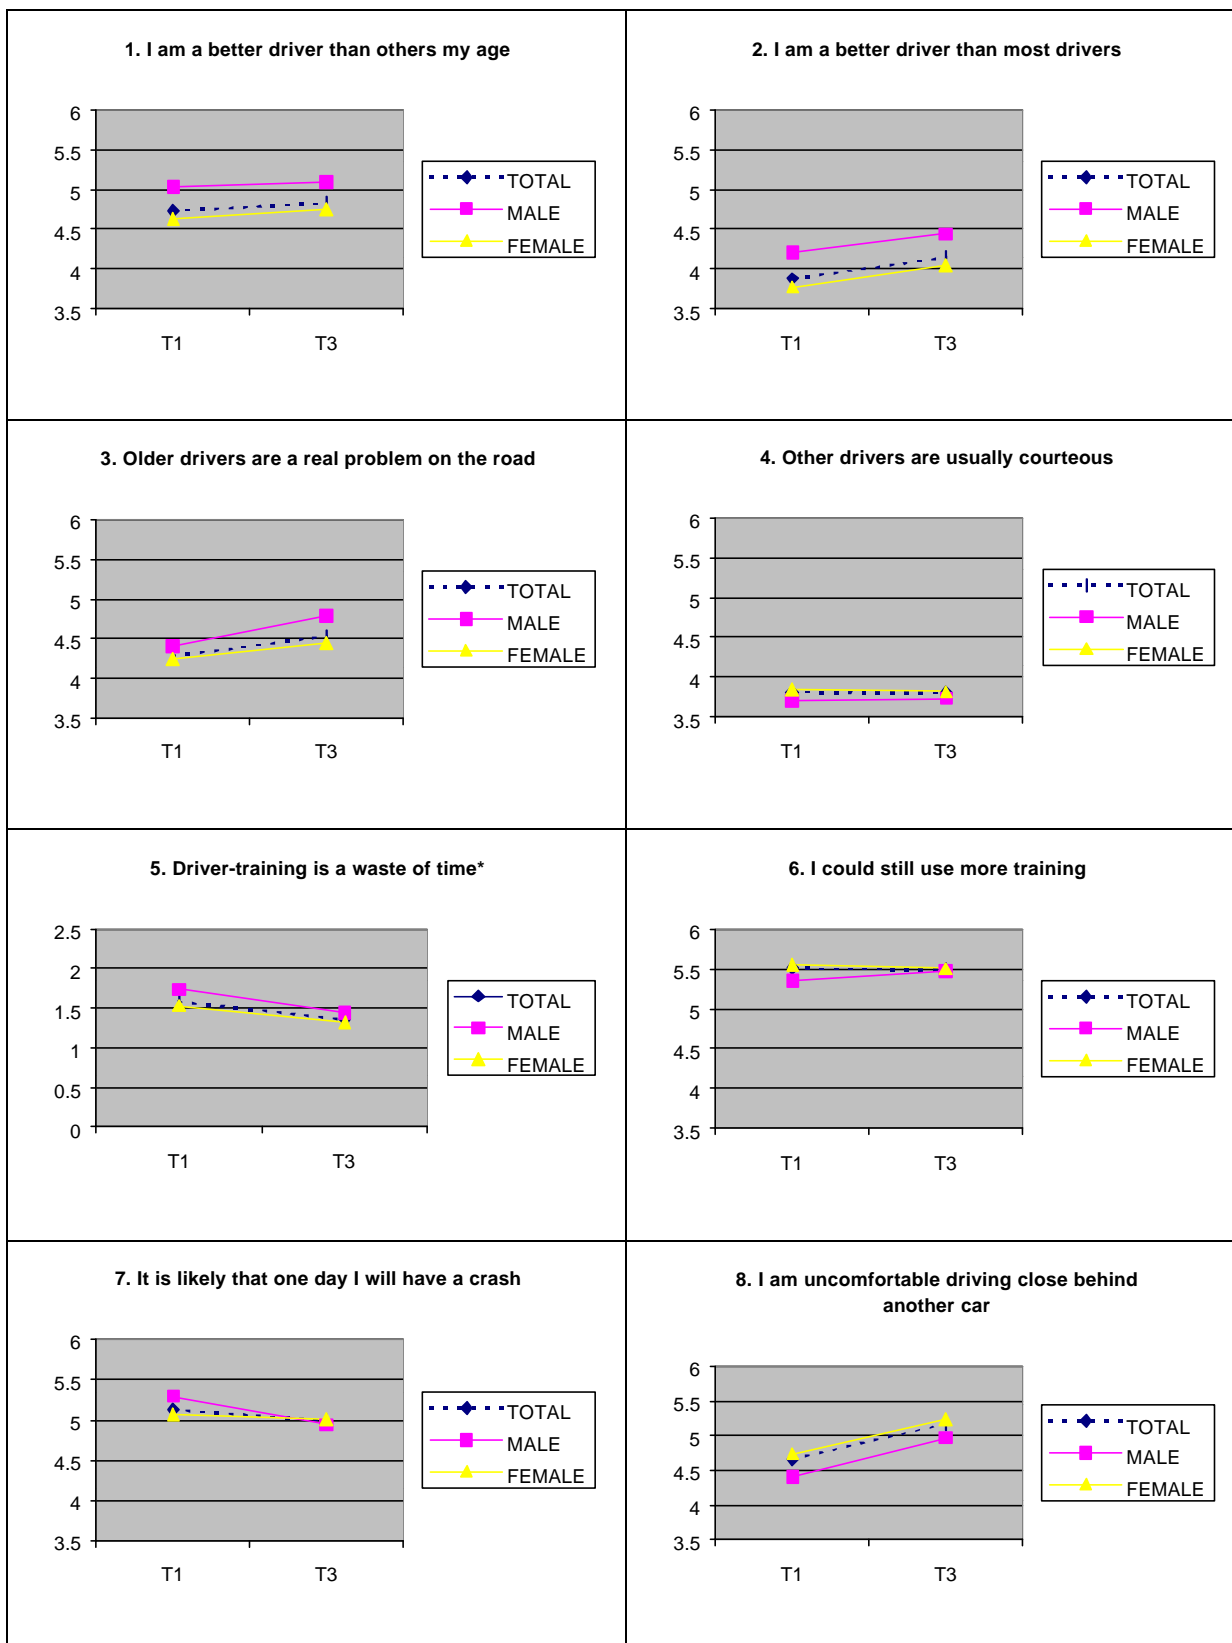 1. I am a better driver than others my age
6
5.5
5
4.5
4
3.5
T1 T3
TOTAL
MALE
FEMALE
2. I am a better driver than most drivers
6
5.5
5
4.5
4
3.5
T1 T3
TOTAL
MALE
FEMALE
3. Older drivers are a real problem on the road
6
5.5
5
4.5
4
3.5
T1 T3
TOTAL
MALE
FEMALE
4. Other drivers are usually courteous
6
5.5
5
4.5
4
3.5
T1 T3
TOTAL
MALE
FEMALE
5. Driver-training is a waste of time*
2.5
2
1.5
1
0.5
0
T1 T3
TOTAL
MALE
FEMALE
6. I could still use more training
6
5.5
5
4.5
4
3.5
T1 T3
TOTAL
MALE
FEMALE
7. It is likely that one day I will have a crash
6
5.5
5
4.5
4
3.5
T1 T3
TOTAL
MALE
FEMALE
8. I am uncomfortable driving close behind
another car
6
5.5
5
4.5
4
3.5
T1 T3
TOTAL
MALE
FEMALE